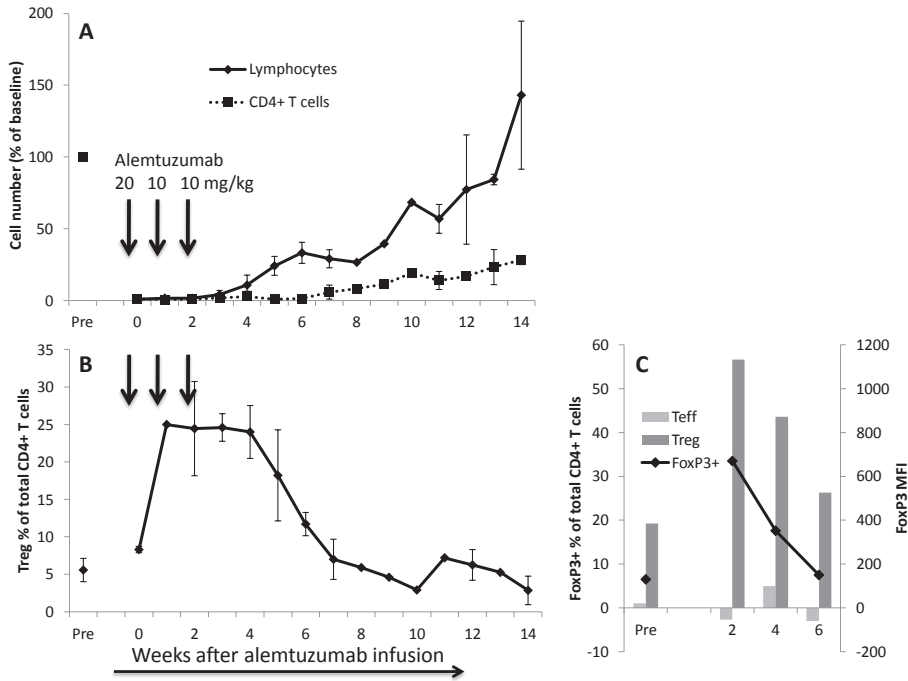 A
Cell number (% of baseline)
200
150
100
50
0
Lymphocytes
CD4+ T cells
Alemtuzumab
20 10 10 mg/kg
Pre 0 2 4 6 8 10 12 14
B
Treg % of total CD4+ T cells
35
30
25
20
15
10
5
0
Pre 0 2 4 6 8 10 12 14
Weeks after alemtuzumab infusion
C
FoxP3+ % of total CD4+ T cells
60
50
40
30
20
10
0
-10
Teff
Treg
FoxP3+
1200
1000
800
600
400
200
0
-200
FoxP3 MFI
Pre 2 4 6